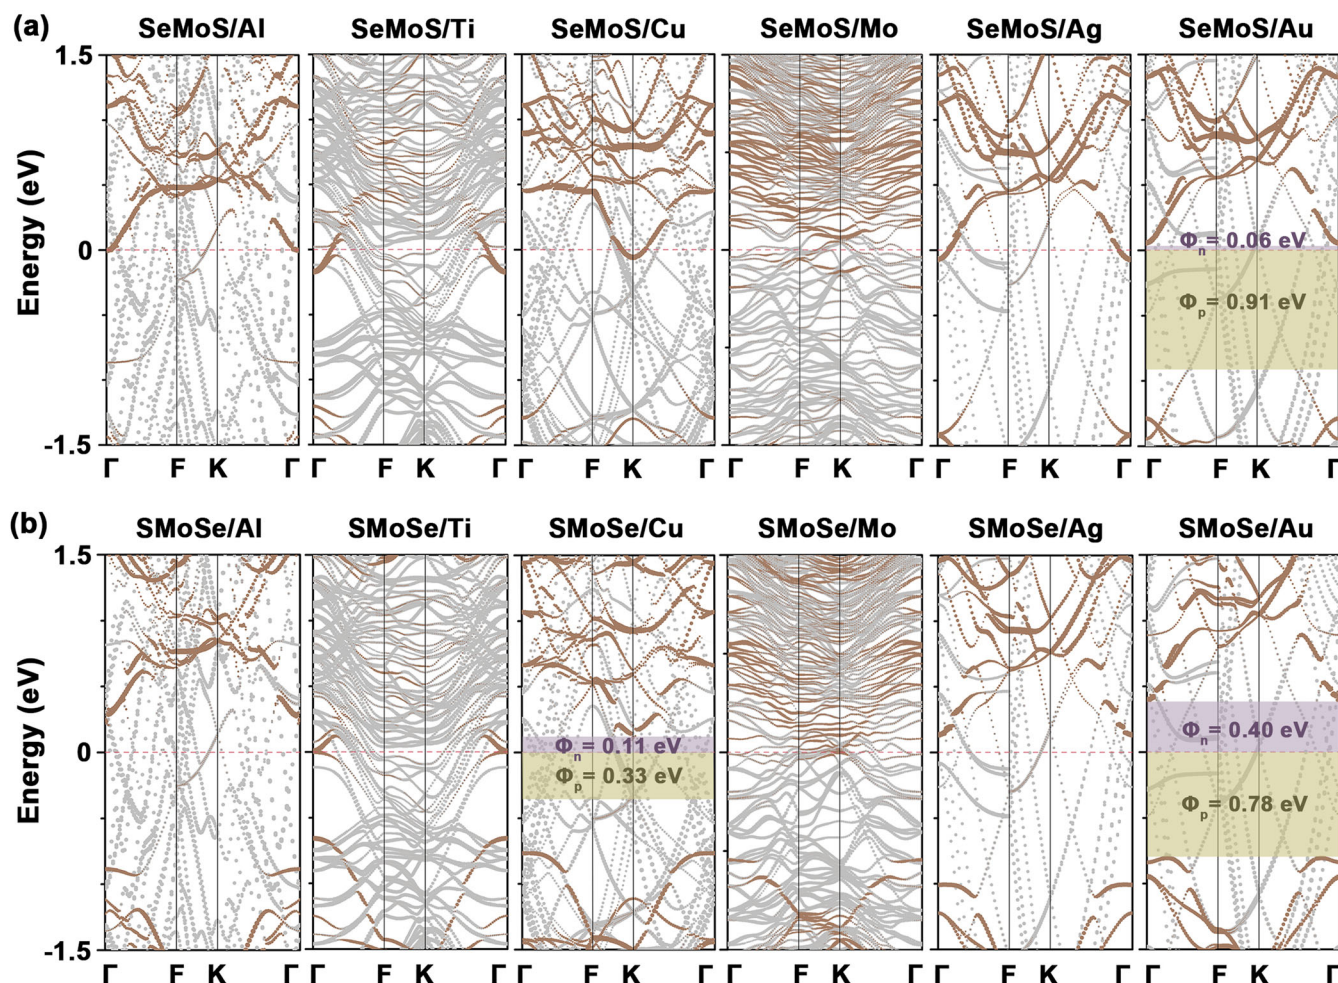 (a)
SeMoS/Al SeMoS/Ti SeMoS/Cu SeMoS/Mo SeMoS/Ag SeMoS/Au
1.5
Energy (eV)
0
Φn = 0.06 eV
Φp = 0.91 eV
-1.5
Γ F K Γ Γ F K Γ Γ F K Γ Γ F K Γ Γ F K Γ Γ F K Γ
(b)
SMoSe/Al SMoSe/Ti SMoSe/Cu SMoSe/Mo SMoSe/Ag SMoSe/Au
1.5
Energy (eV)
0
Φn = 0.11 eV Φn = 0.40 eV
Φp = 0.33 eV Φp = 0.78 eV
-1.5
Γ F K Γ Γ F K Γ Γ F K Γ Γ F K Γ Γ F K Γ Γ F K Γ